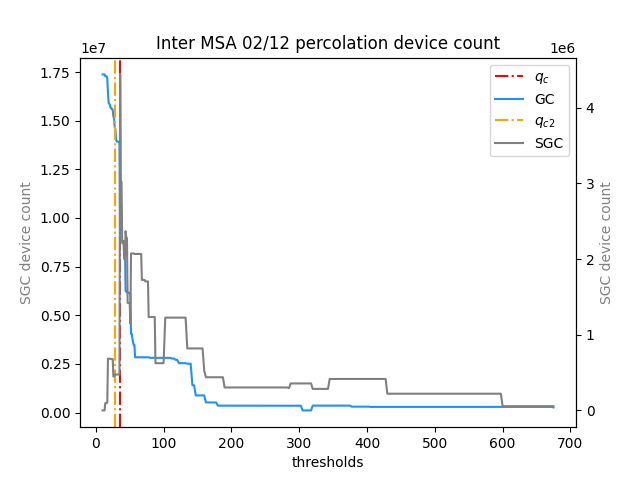 Inter MSA 02/12 percolation device count
1e7
1e6
1.75
1.50
1.25
1.00
0.75
0.50
0.25
0.00
SGC device count
q_c
GC
q_{c2}
SGC
4
3
2
1
0
SGC device count
0 100 200 300 400 500 600 700
thresholds